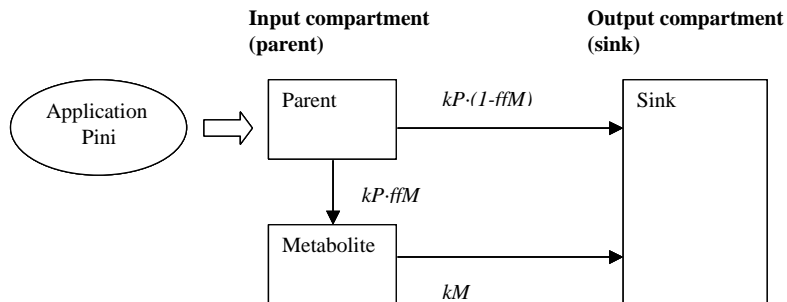 Input compartment
(parent)
Output compartment
(sink)
Application
Pini
Parent
kP·(1-ffM)
Sink
kP·ffM
Metabolite
kM